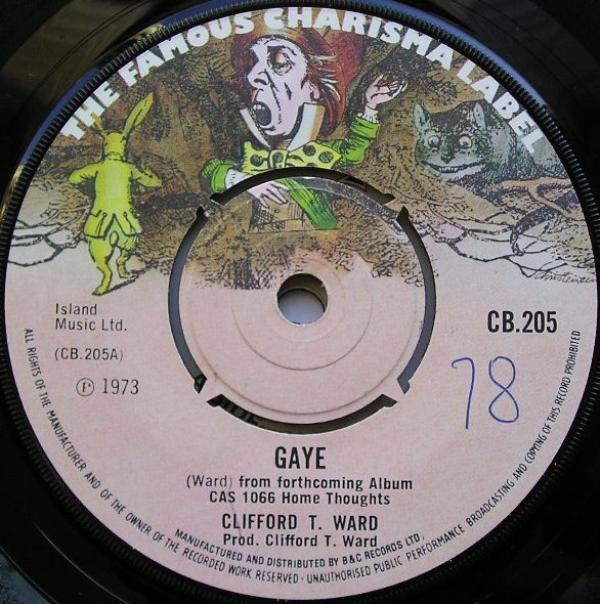 THE FAMOUS CHARISMA LABEL
Island
Music Ltd.
(CB.205A)
℗ 1973
CB.205
78
GAYE
(Ward) from forthcoming Album
CAS 1066 Home Thoughts
CLIFFORD T. WARD
Prod. Clifford T. Ward
MANUFACTURED AND DISTRIBUTED BY B&C RECORDS LTD,
ALL RIGHTS OF THE MANUFACTURER AND OF THE OWNER OF THE RECORDED WORK RESERVED · UNAUTHORISED PUBLIC PERFORMANCE BROADCASTING AND COPYING OF THIS RECORD PROHIBITED